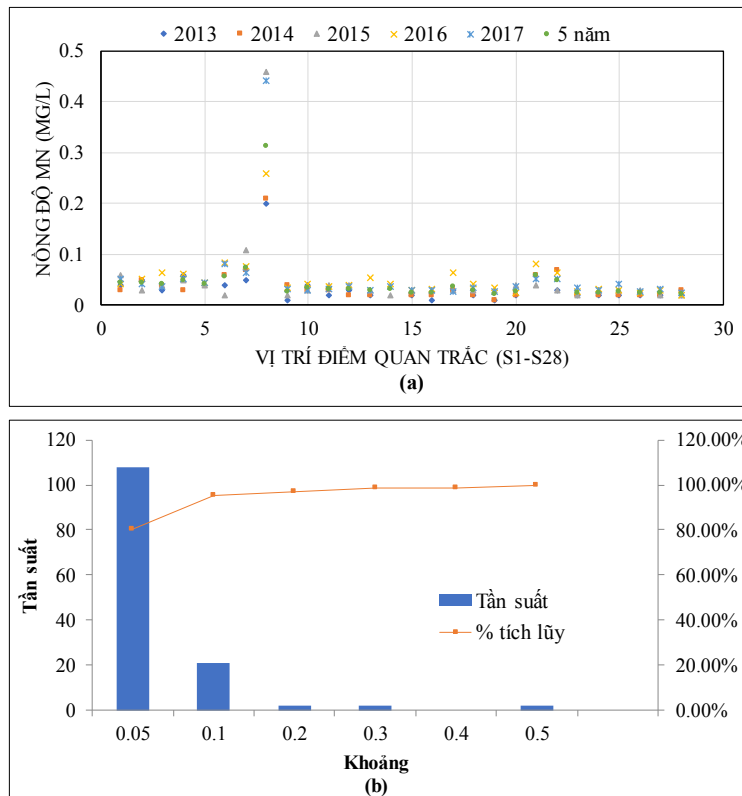 2013 2014 2015 2016 2017 5 năm
0.5
0.4
0.3
0.2
0.1
0
0 5 10 15 20 25 30
NỒNG ĐỘ MN (MG/L)
VỊ TRÍ ĐIỂM QUAN TRẮC (S1-S28)
(a)
120 120.00%
100 100.00%
80 80.00%
60 60.00%
40 40.00%
20 20.00%
0 0.00%
Tần suất
Tần suất
% tích lũy
0.05 0.1 0.2 0.3 0.4 0.5
Khoảng
(b)